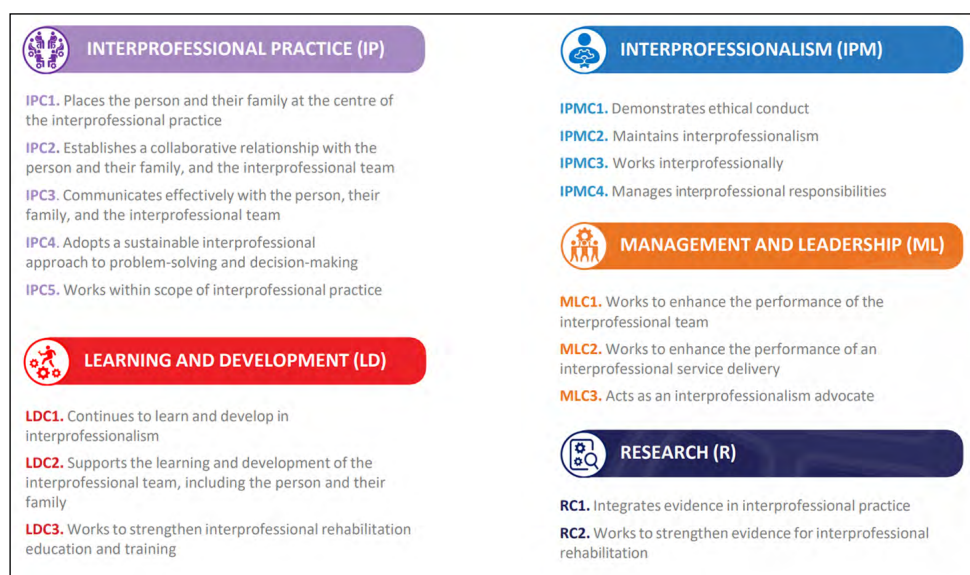 INTERPROFESSIONAL PRACTICE (IP)
IPC1. Places the person and their family at the centre of
the interprofessional practice
IPC2. Establishes a collaborative relationship with the
person and their family, and the interprofessional team
IPC3. Communicates effectively with the person, their
family, and the interprofessional team
IPC4. Adopts a sustainable interprofessional
approach to problem-solving and decision-making
IPC5. Works within scope of interprofessional practice
LEARNING AND DEVELOPMENT (LD)
LDC1. Continues to learn and develop in
interprofessionalism
LDC2. Supports the learning and development of the
interprofessional team, including the person and their
family
LDC3. Works to strengthen interprofessional rehabilitation
education and training
INTERPROFESSIONALISM (IPM)
IPMC1. Demonstrates ethical conduct
IPMC2. Maintains interprofessionalism
IPMC3. Works interprofessionally
IPMC4. Manages interprofessional responsibilities
MANAGEMENT AND LEADERSHIP (ML)
MLC1. Works to enhance the performance of the
interprofessional team
MLC2. Works to enhance the performance of an
interprofessional service delivery
MLC3. Acts as an interprofessionalism advocate
RESEARCH (R)
RC1. Integrates evidence in interprofessional practice
RC2. Works to strengthen evidence for interprofessional
rehabilitation